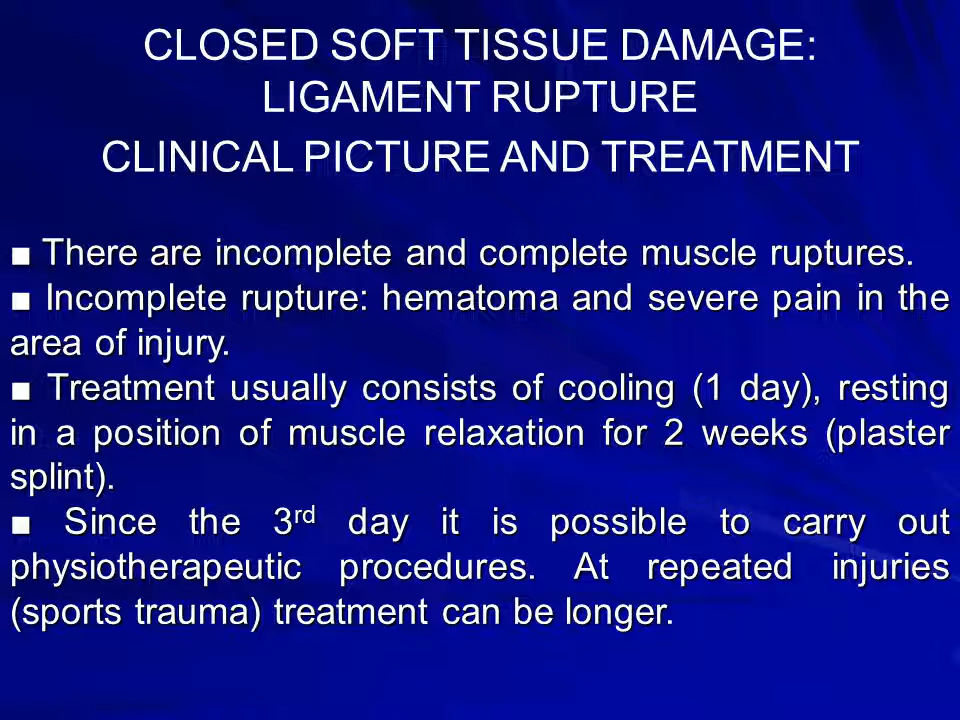 CLOSED SOFT TISSUE DAMAGE:
LIGAMENT RUPTURE
CLINICAL PICTURE AND TREATMENT
■ There are incomplete and complete muscle ruptures.
■ Incomplete rupture: hematoma and severe pain in the
area of injury.
■ Treatment usually consists of cooling (1 day), resting
in a position of muscle relaxation for 2 weeks (plaster
splint).
■ Since the 3rd day it is possible to carry out
physiotherapeutic procedures. At repeated injuries
(sports trauma) treatment can be longer.